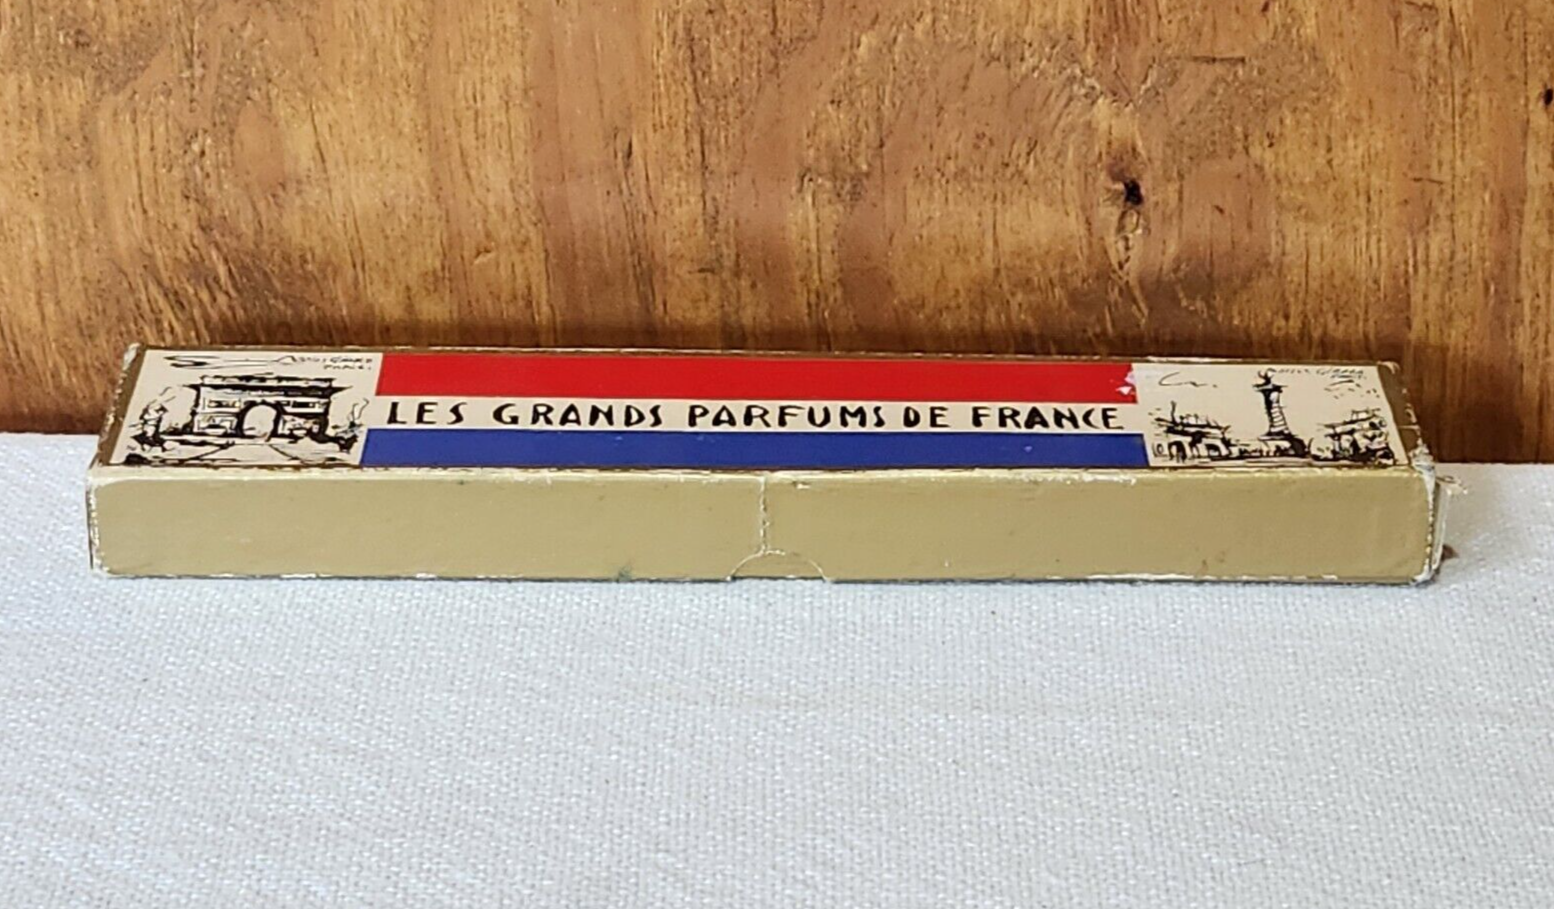 LES GRANDS PARFUMS DE FRANCE